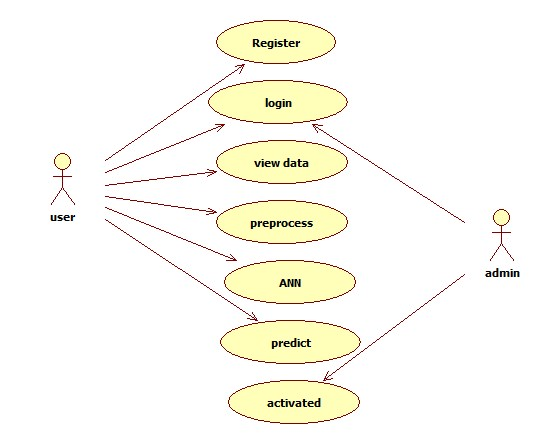 Register
login
view data
user
preprocess
admin
ANN
predict
activated